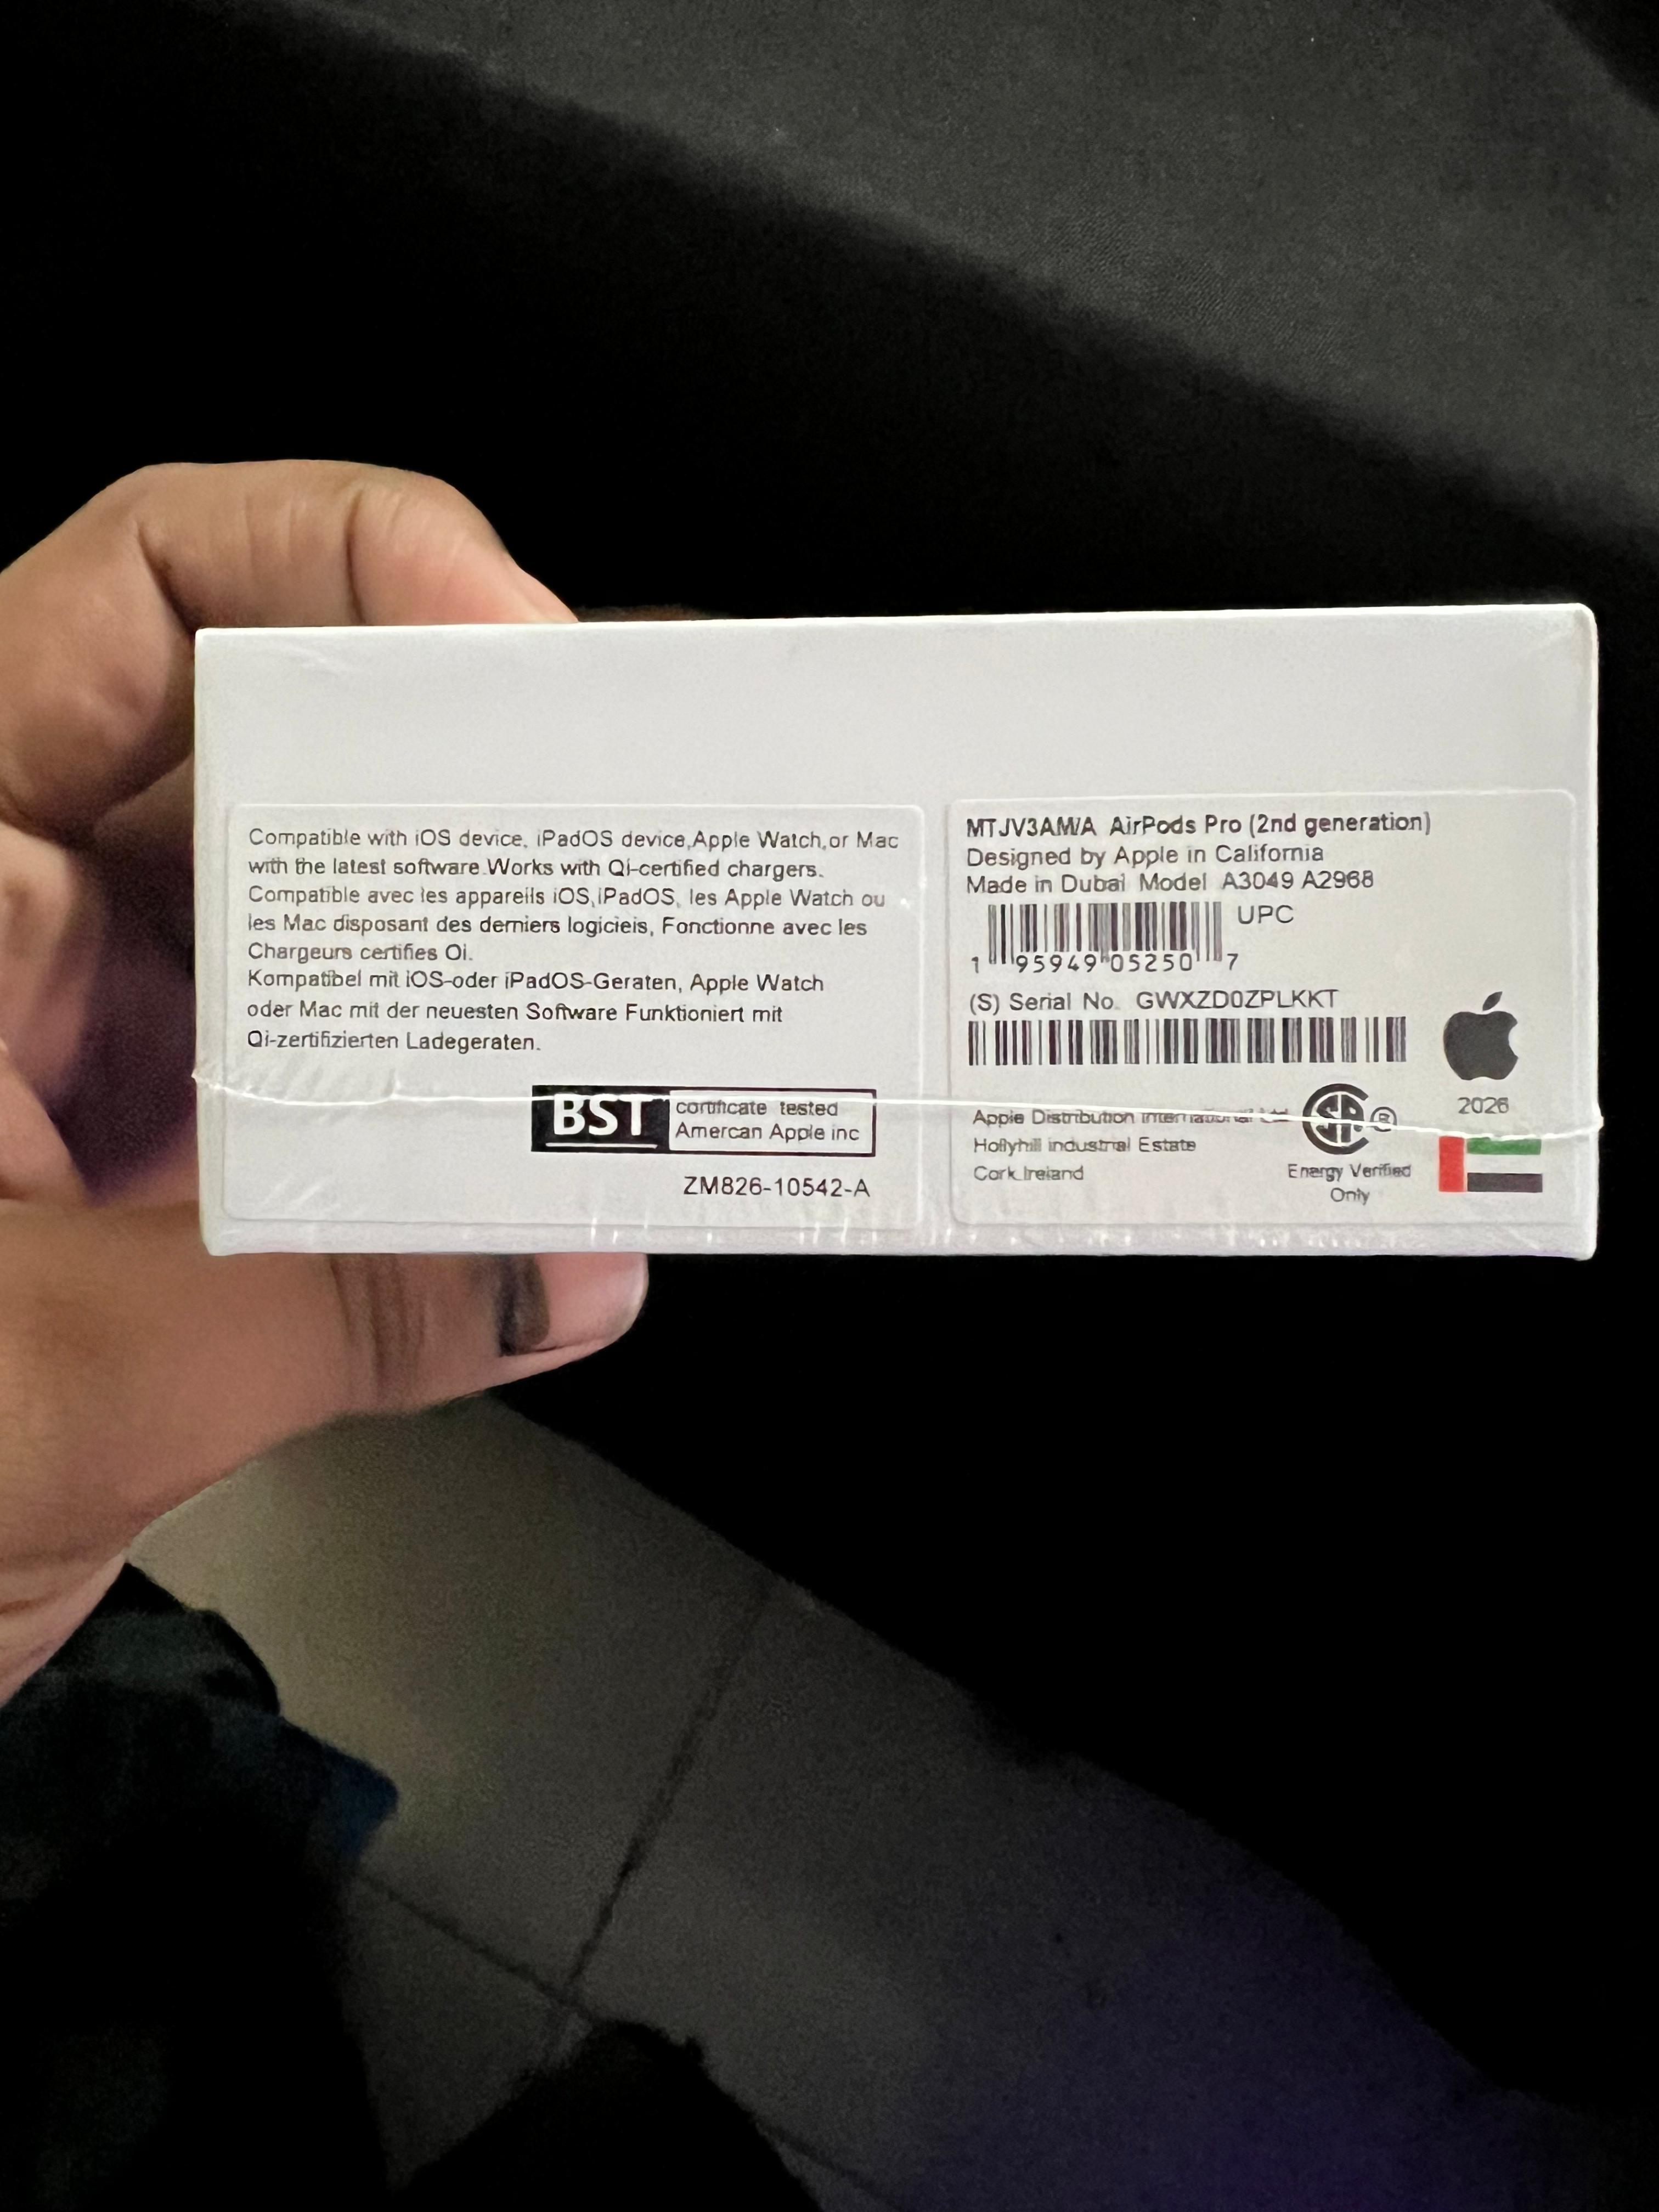 Compatible with iOS device, iPadOS device,Apple Watch,or Mac
with the latest software.Works with Qi-certified chargers.
Compatible avec les appareils iOS,iPadOS, les Apple Watch ou
les Mac disposant des derniers logicieis, Fonctionne avec les
Chargeurs certifies Oi.
Kompatibel mit iOS-oder iPadOS-Geraten, Apple Watch
oder Mac mit der neuesten Software Funktioniert mit
Qi-zertifizierten Ladegeraten.
BST
certificate tested
Amercan Apple inc
ZM826-10542-A
MTJV3AM/A AirPods Pro (2nd generation)
Designed by Apple in California
Made in Dubai Model A3049 A2968
UPC
1 95949 05250 7
(S) Serial No. GWXZD0ZPLKKT
Apple Distribution International Ltd
Hollyhill industrial Estate
Cork,Ireland
®
Energy Verified
Only
2026